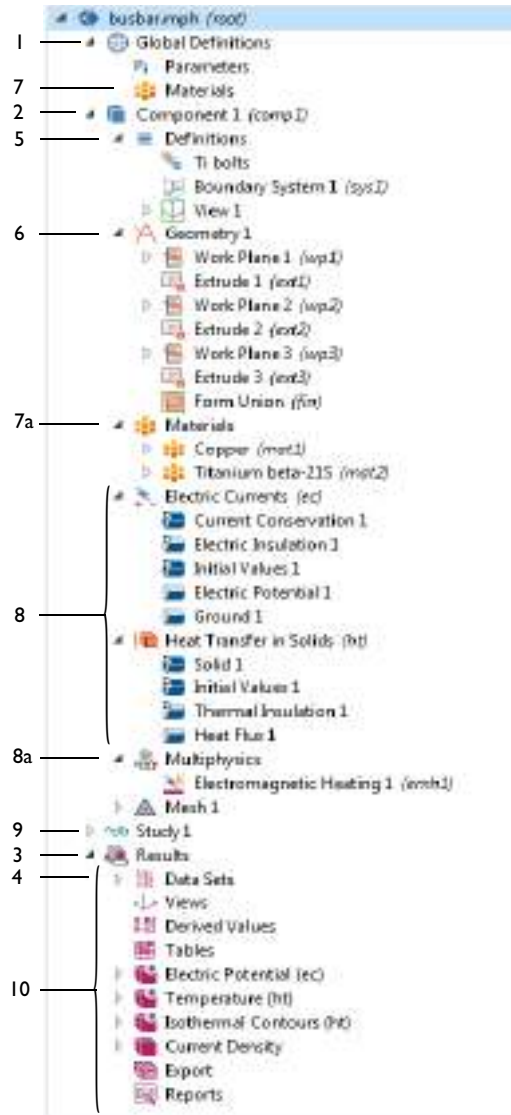 busbar.mph (root)
1 Global Definitions
Pi Parameters
7 Materials
2 Component 1 (comp1)
5 Definitions
Ti bolts
Boundary System 1 (sys1)
View 1
6 Geometry 1
Work Plane 1 (wp1)
Extrude 1 (ext1)
Work Plane 2 (wp2)
Extrude 2 (ext2)
Work Plane 3 (wp3)
Extrude 3 (ext3)
Form Union (fin)
7a Materials
Copper (mat1)
Titanium beta-21S (mat2)
Electric Currents (ec)
Current Conservation 1
Electric Insulation 1
Initial Values 1
Electric Potential 1
8 Ground 1
Heat Transfer in Solids (ht)
Solid 1
Initial Values 1
Thermal Insulation 1
Heat Flux 1
8a Multiphysics
Electromagnetic Heating 1 (emh1)
Mesh 1
9 Study 1
3 Results
4 Data Sets
Views
Derived Values
Tables
Electric Potential (ec)
10 Temperature (ht)
Isothermal Contours (ht)
Current Density
Export
Reports